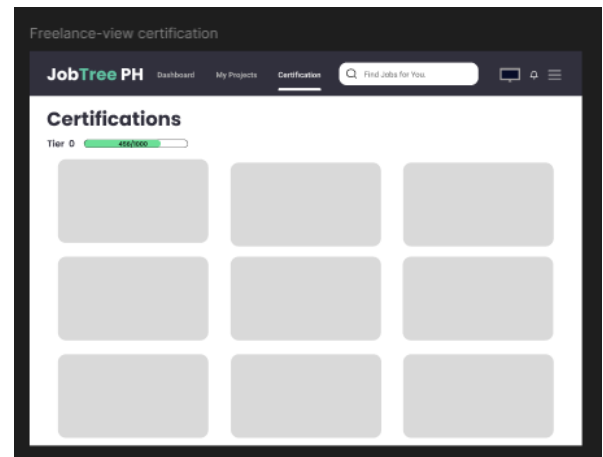 Freelance-view certification
JobTree PH Dashboard My Projects Certification Find Jobs for You.
Certifications
Tier 0 456/1000